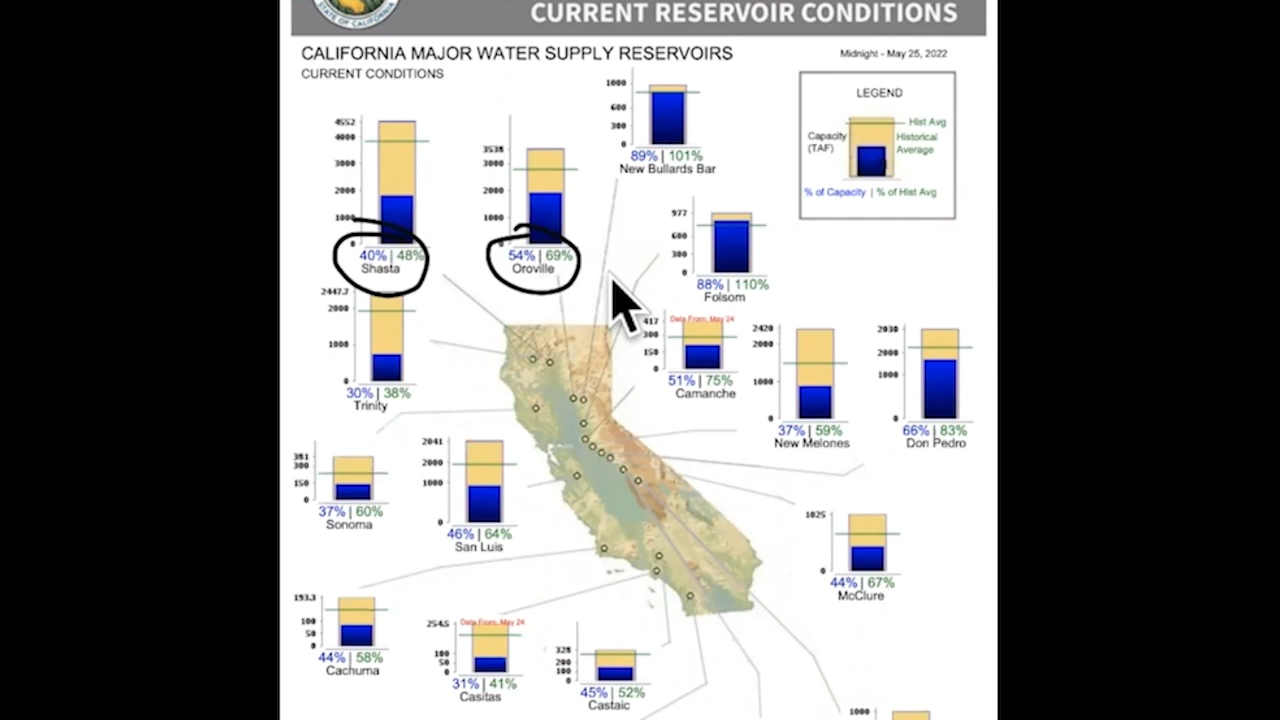 STATE OF CALIFORNIA
CURRENT RESERVOIR CONDITIONS
CALIFORNIA MAJOR WATER SUPPLY RESERVOIRS
CURRENT CONDITIONS
Midnight - May 25, 2022
LEGEND
Hist Avg
Capacity
(TAF)
Historical
Average
% of Capacity | % of Hist Avg
1000
600
300
0
89% | 101%
New Bullards Bar
4552
4000
3000
2000
1000
0
40% | 48%
Shasta
3538
3000
2000
1000
0
54% | 69%
Oroville
977
600
300
0
88% | 110%
Folsom
2447.7
2000
1000
0
30% | 38%
Trinity
Data From: May 24
417
300
150
0
51% | 75%
Camanche
2420
2000
1000
0
37% | 59%
New Melones
2030
2000
1000
0
66% | 83%
Don Pedro
381
300
150
0
37% | 60%
Sonoma
2041
2000
1000
0
46% | 64%
San Luis
1025
0
44% | 67%
McClure
153.3
100
50
0
44% | 58%
Cachuma
Data From: May 24
254.5
100
50
0
31% | 41%
Casitas
328
200
100
0
45% | 52%
Castaic
1000